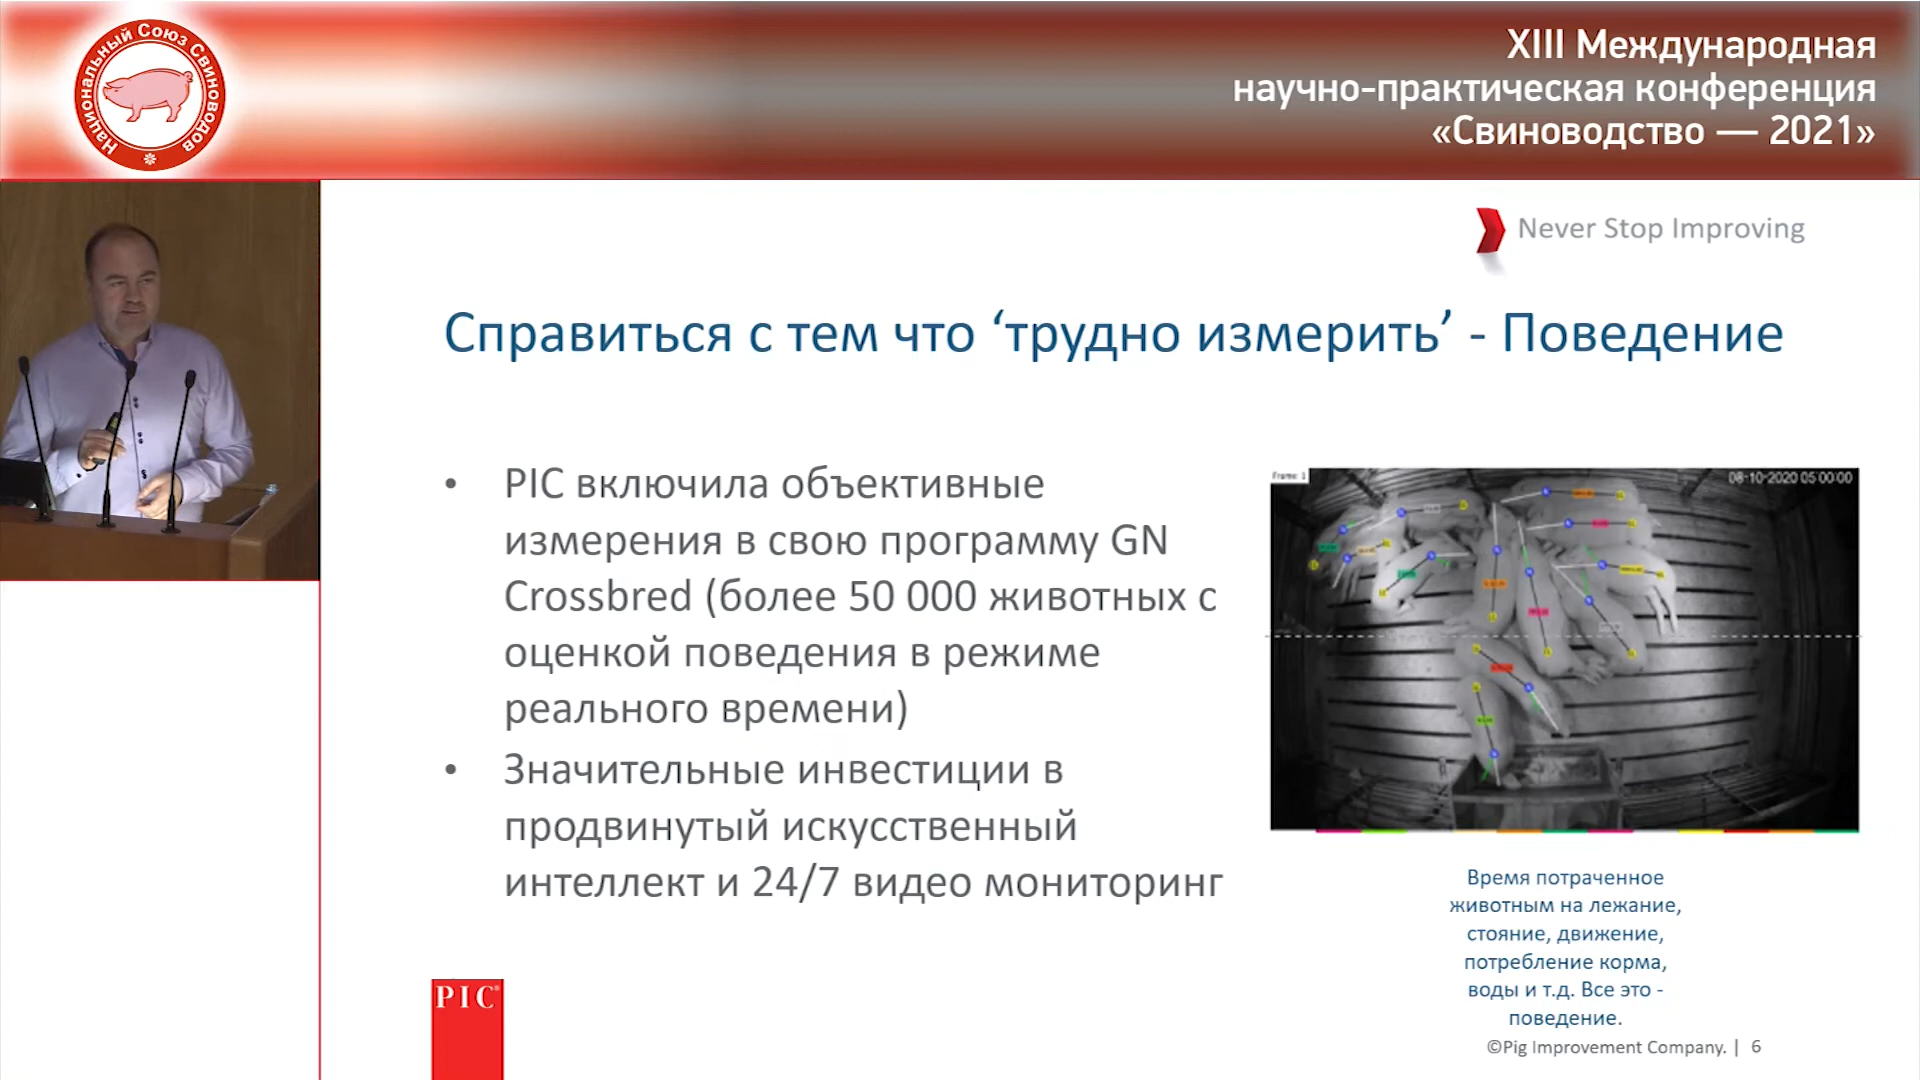 Национальный Союз Свиноводов
XIII Международная
научно-практическая конференция
«Свиноводство — 2021»
Never Stop Improving
Справиться с тем что ‘трудно измерить’ - Поведение
• PIC включила объективные
измерения в свою программу GN
Crossbred (более 50 000 животных с
оценкой поведения в режиме
реального времени)
• Значительные инвестиции в
продвинутый искусственный
интеллект и 24/7 видео мониторинг
Frame: 1
08-10-2020 05:00:00
Время потраченное
животным на лежание,
стояние, движение,
потребление корма,
воды и т.д. Все это -
поведение.
PIC®
©Pig Improvement Company. | 6